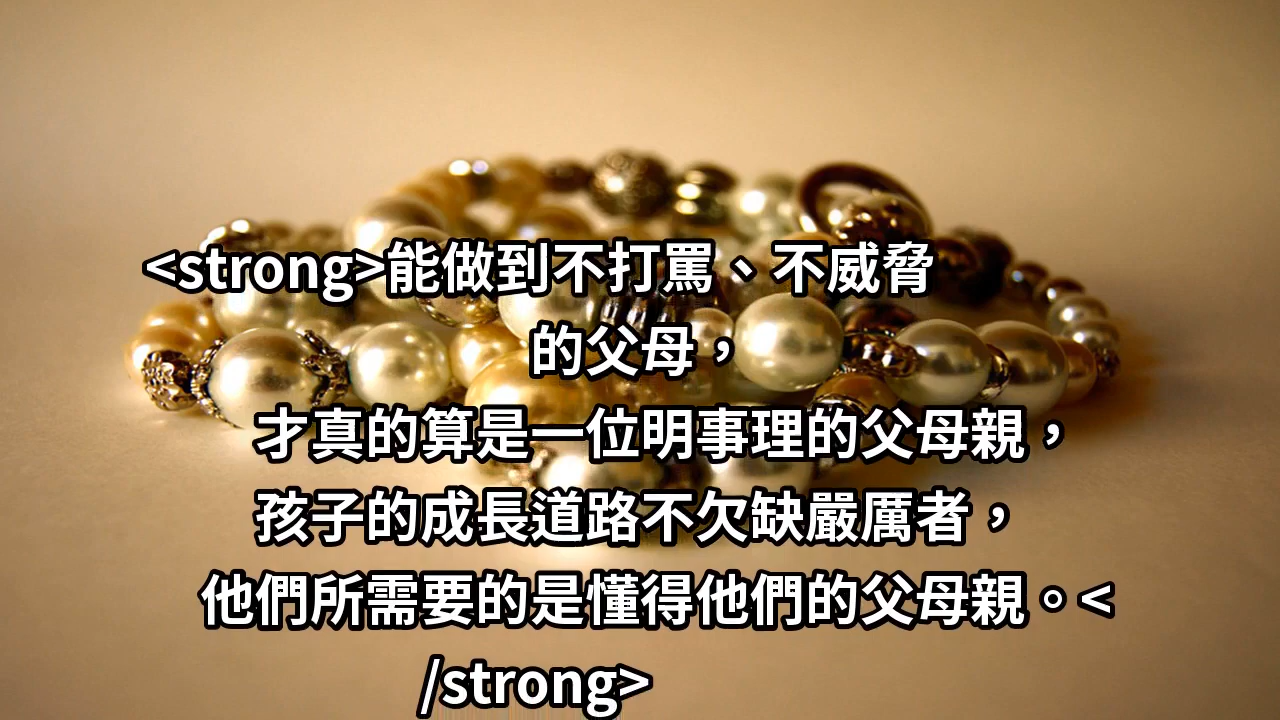 <strong>能做到不打罵、不威脅
的父母，
才真的算是一位明事理的父母親，
孩子的成長道路不欠缺嚴厲者，
他們所需要的是懂得他們的父母親。<
/strong>